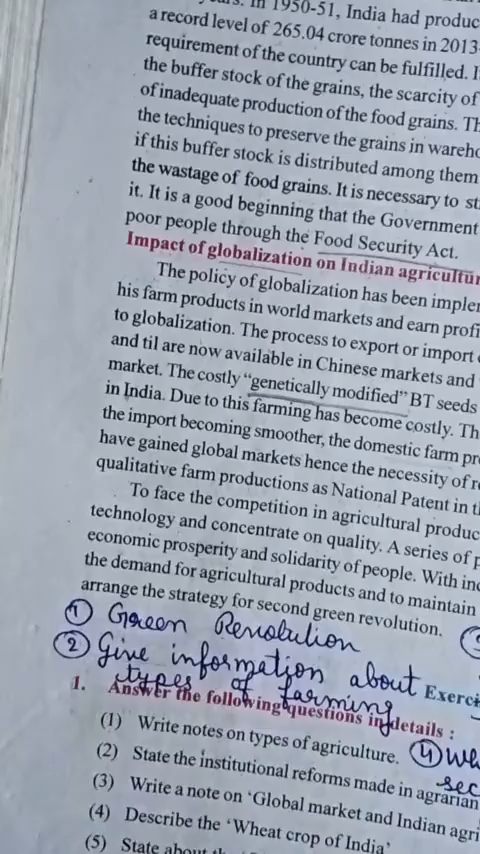 In 1950-51, India had produc
a record level of 265.04 crore tonnes in 2013
requirement of the country can be fulfilled. I
the buffer stock of the grains, the scarcity of
of inadequate production of the food grains. Th
the techniques to preserve the grains in wareho
if this buffer stock is distributed among them
the wastage of food grains. It is necessary to st
it. It is a good beginning that the Government
poor people through the Food Security Act.
Impact of globalization on Indian agricultur
The policy of globalization has been implem
his farm products in world markets and earn profi
to globalization. The process to export or import
and til are now available in Chinese markets and
market. The costly “genetically modified” BT seeds
in India. Due to this farming has become costly. Th
the import becoming smoother, the domestic farm pr
have gained global markets hence the necessity of r
qualitative farm productions as National Patent in t
To face the competition in agricultural produc
technology and concentrate on quality. A series of p
economic prosperity and solidarity of people. With inc
the demand for agricultural products and to maintain
arrange the strategy for second green revolution.
① Green Revolution
② Give information about
types of farming
Exerci
1. Answer the following questions in details :
(1) Write notes on types of agriculture.
④ Wh
sec
(2) State the institutional reforms made in agrarian
(3) Write a note on ‘Global market and Indian agri
(4) Describe the ‘Wheat crop of India’
(5) State about